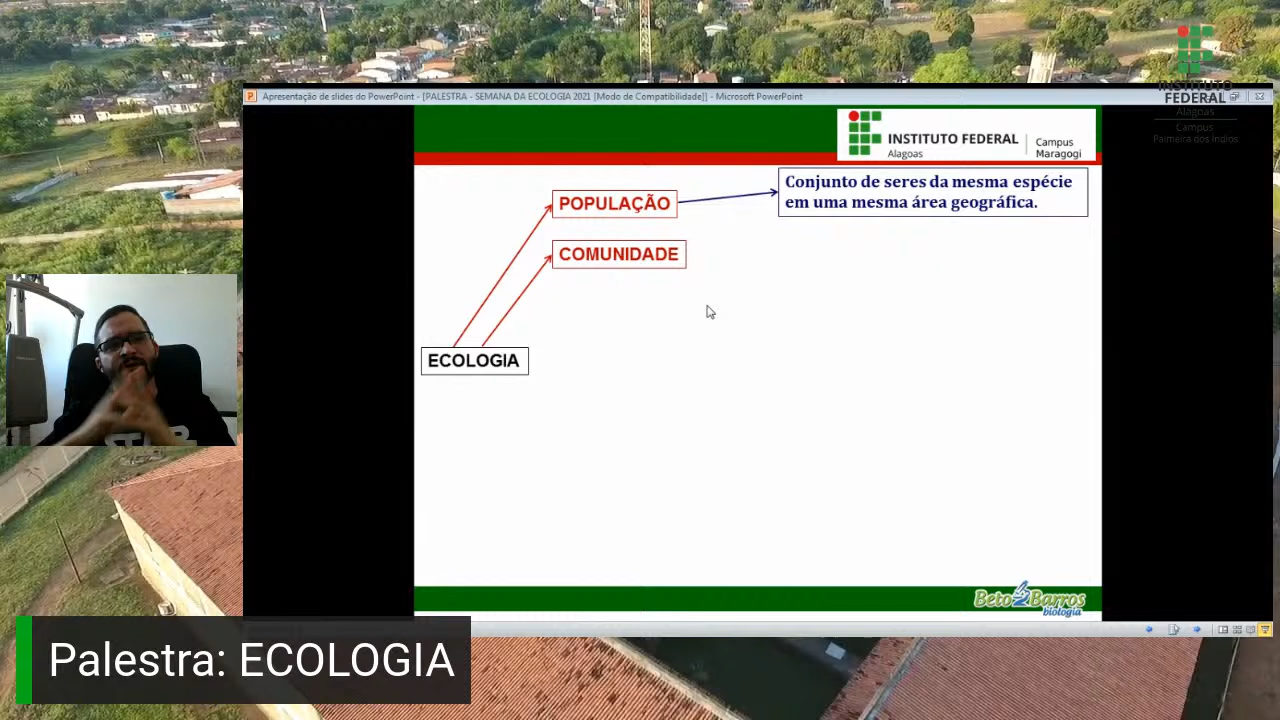 Apresentação de slides do PowerPoint - [PALESTRA - SEMANA DA ECOLOGIA 2021 [Modo de Compatibilidade]] - Microsoft PowerPoint
INSTITUTO
FEDERAL
Alagoas
Campus
Palmeira dos Índios
INSTITUTO FEDERAL
Alagoas
Campus
Maragogi
POPULAÇÃO
Conjunto de seres da mesma espécie
em uma mesma área geográfica.
COMUNIDADE
ECOLOGIA
Beto Barros
biologia
Palestra: ECOLOGIA